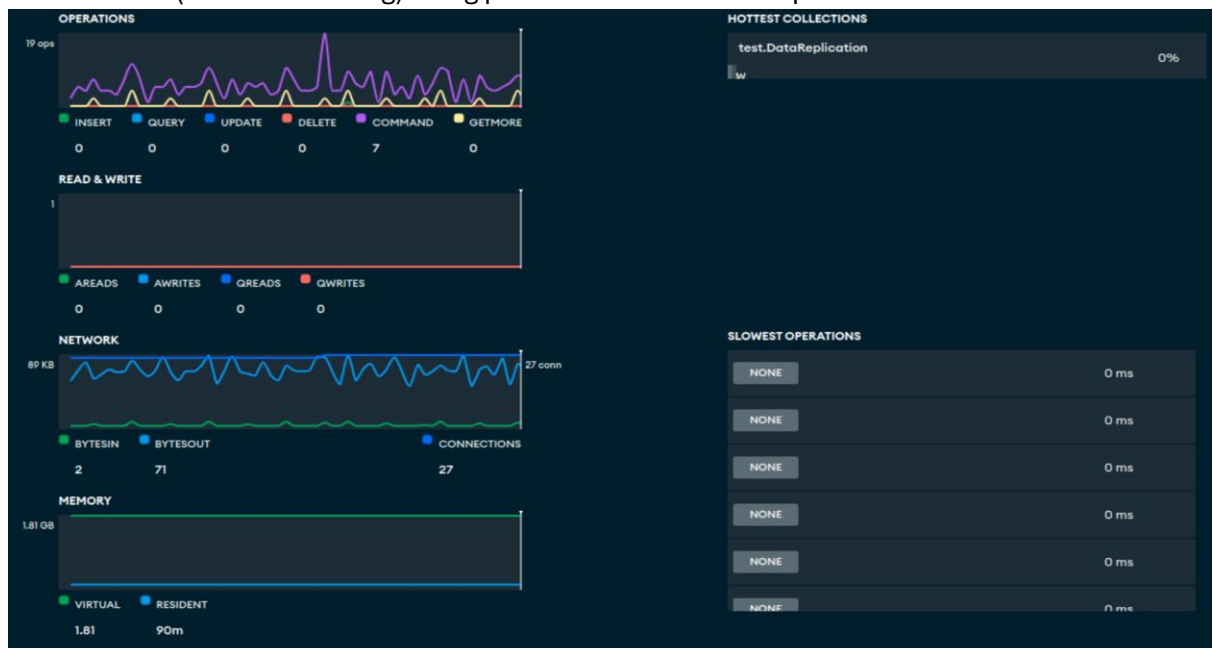 OPERATIONS
19 ops
INSERT QUERY UPDATE DELETE COMMAND GETMORE
0 0 0 0 7 0
READ & WRITE
1
AREADS AWRITES QREADS QWRITES
0 0 0 0
NETWORK
89 KB
27 conn
BYTESIN BYTESOUT CONNECTIONS
2 71 27
MEMORY
1.81 GB
VIRTUAL RESIDENT
1.81 90m
HOTTEST COLLECTIONS
test.DataReplication 0%
W
SLOWEST OPERATIONS
NONE 0 ms
NONE 0 ms
NONE 0 ms
NONE 0 ms
NONE 0 ms
NONE 0 ms